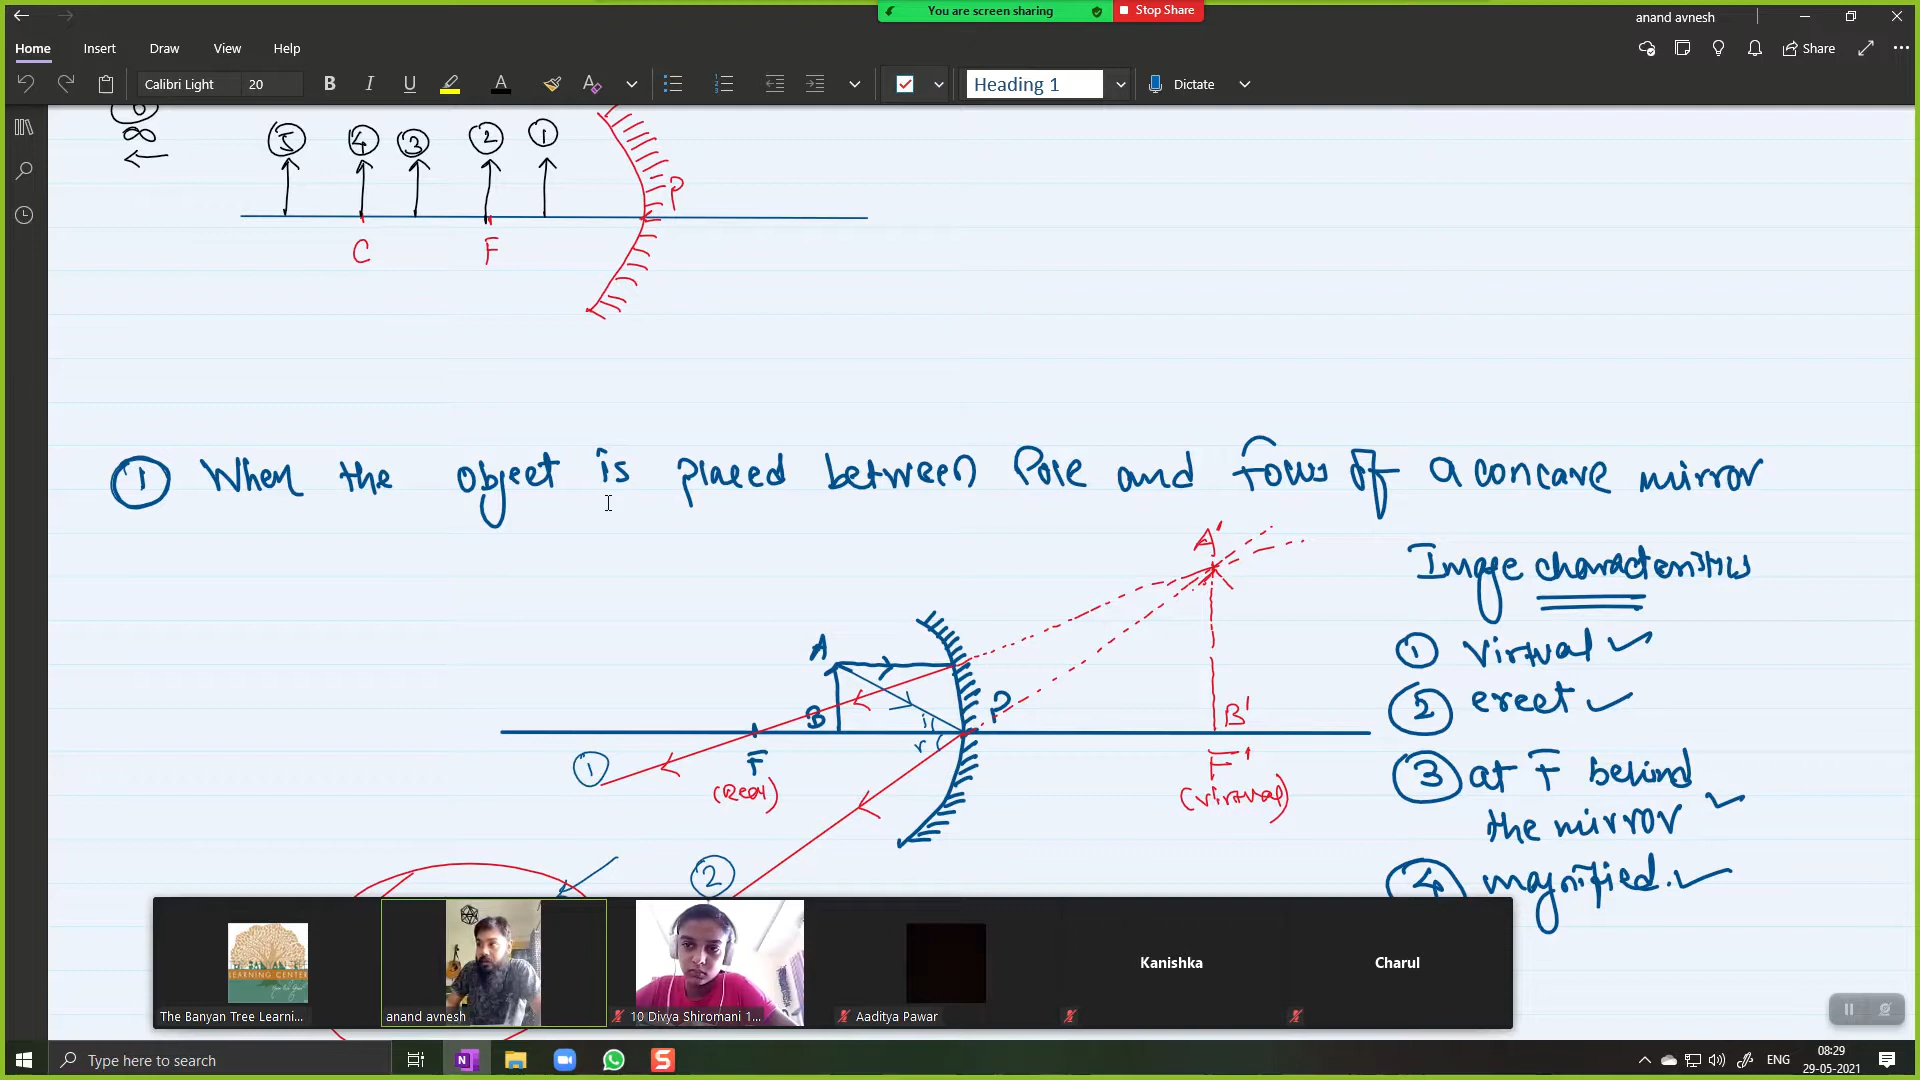 You are screen sharing
Stop Share
anand avnesh
Home Insert Draw View Help
Share
Calibri Light 20
B I U A
Heading 1
Dictate
∞
5 4 3 2 1
P
C F
① When the object is placed between Pole and focus of a concave mirror
A'
Image characteristics
① Virtual ✓
A
B P B'
i
r
② erect ✓
① F F'
(Real) (virtual)
③ at F behind
the mirror ✓
②
④ magnified. ✓
LEARNING CENTER
Kanishka Charul
The Banyan Tree Learni... anand avnesh 10 Divya Shiromani 1... Aaditya Pawar
Type here to search
ENG
08:29
29-05-2021